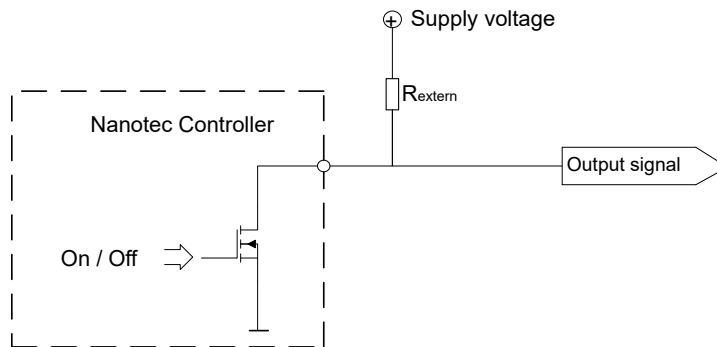 Supply voltage
Rextern
Nanotec Controller
Output signal
On / Off